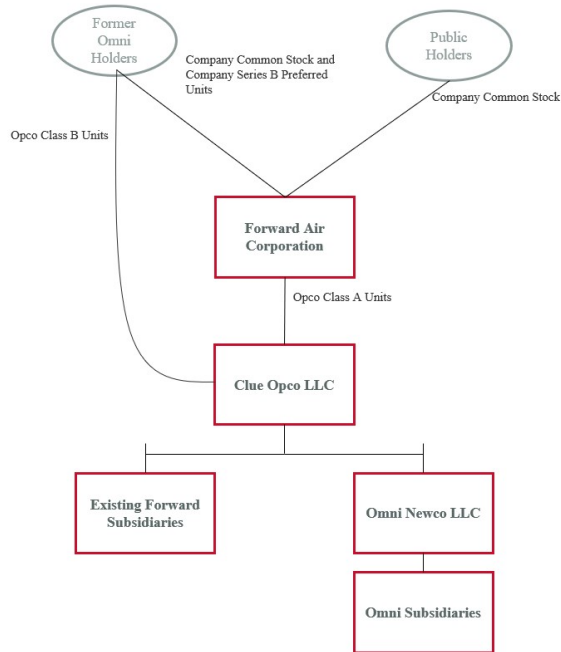 Former
Omni
Holders
Public
Holders
Company Common Stock and
Company Series B Preferred
Units
Company Common Stock
Opco Class B Units
Forward Air
Corporation
Opco Class A Units
Clue Opco LLC
Existing Forward
Subsidiaries
Omni Newco LLC
Omni Subsidiaries